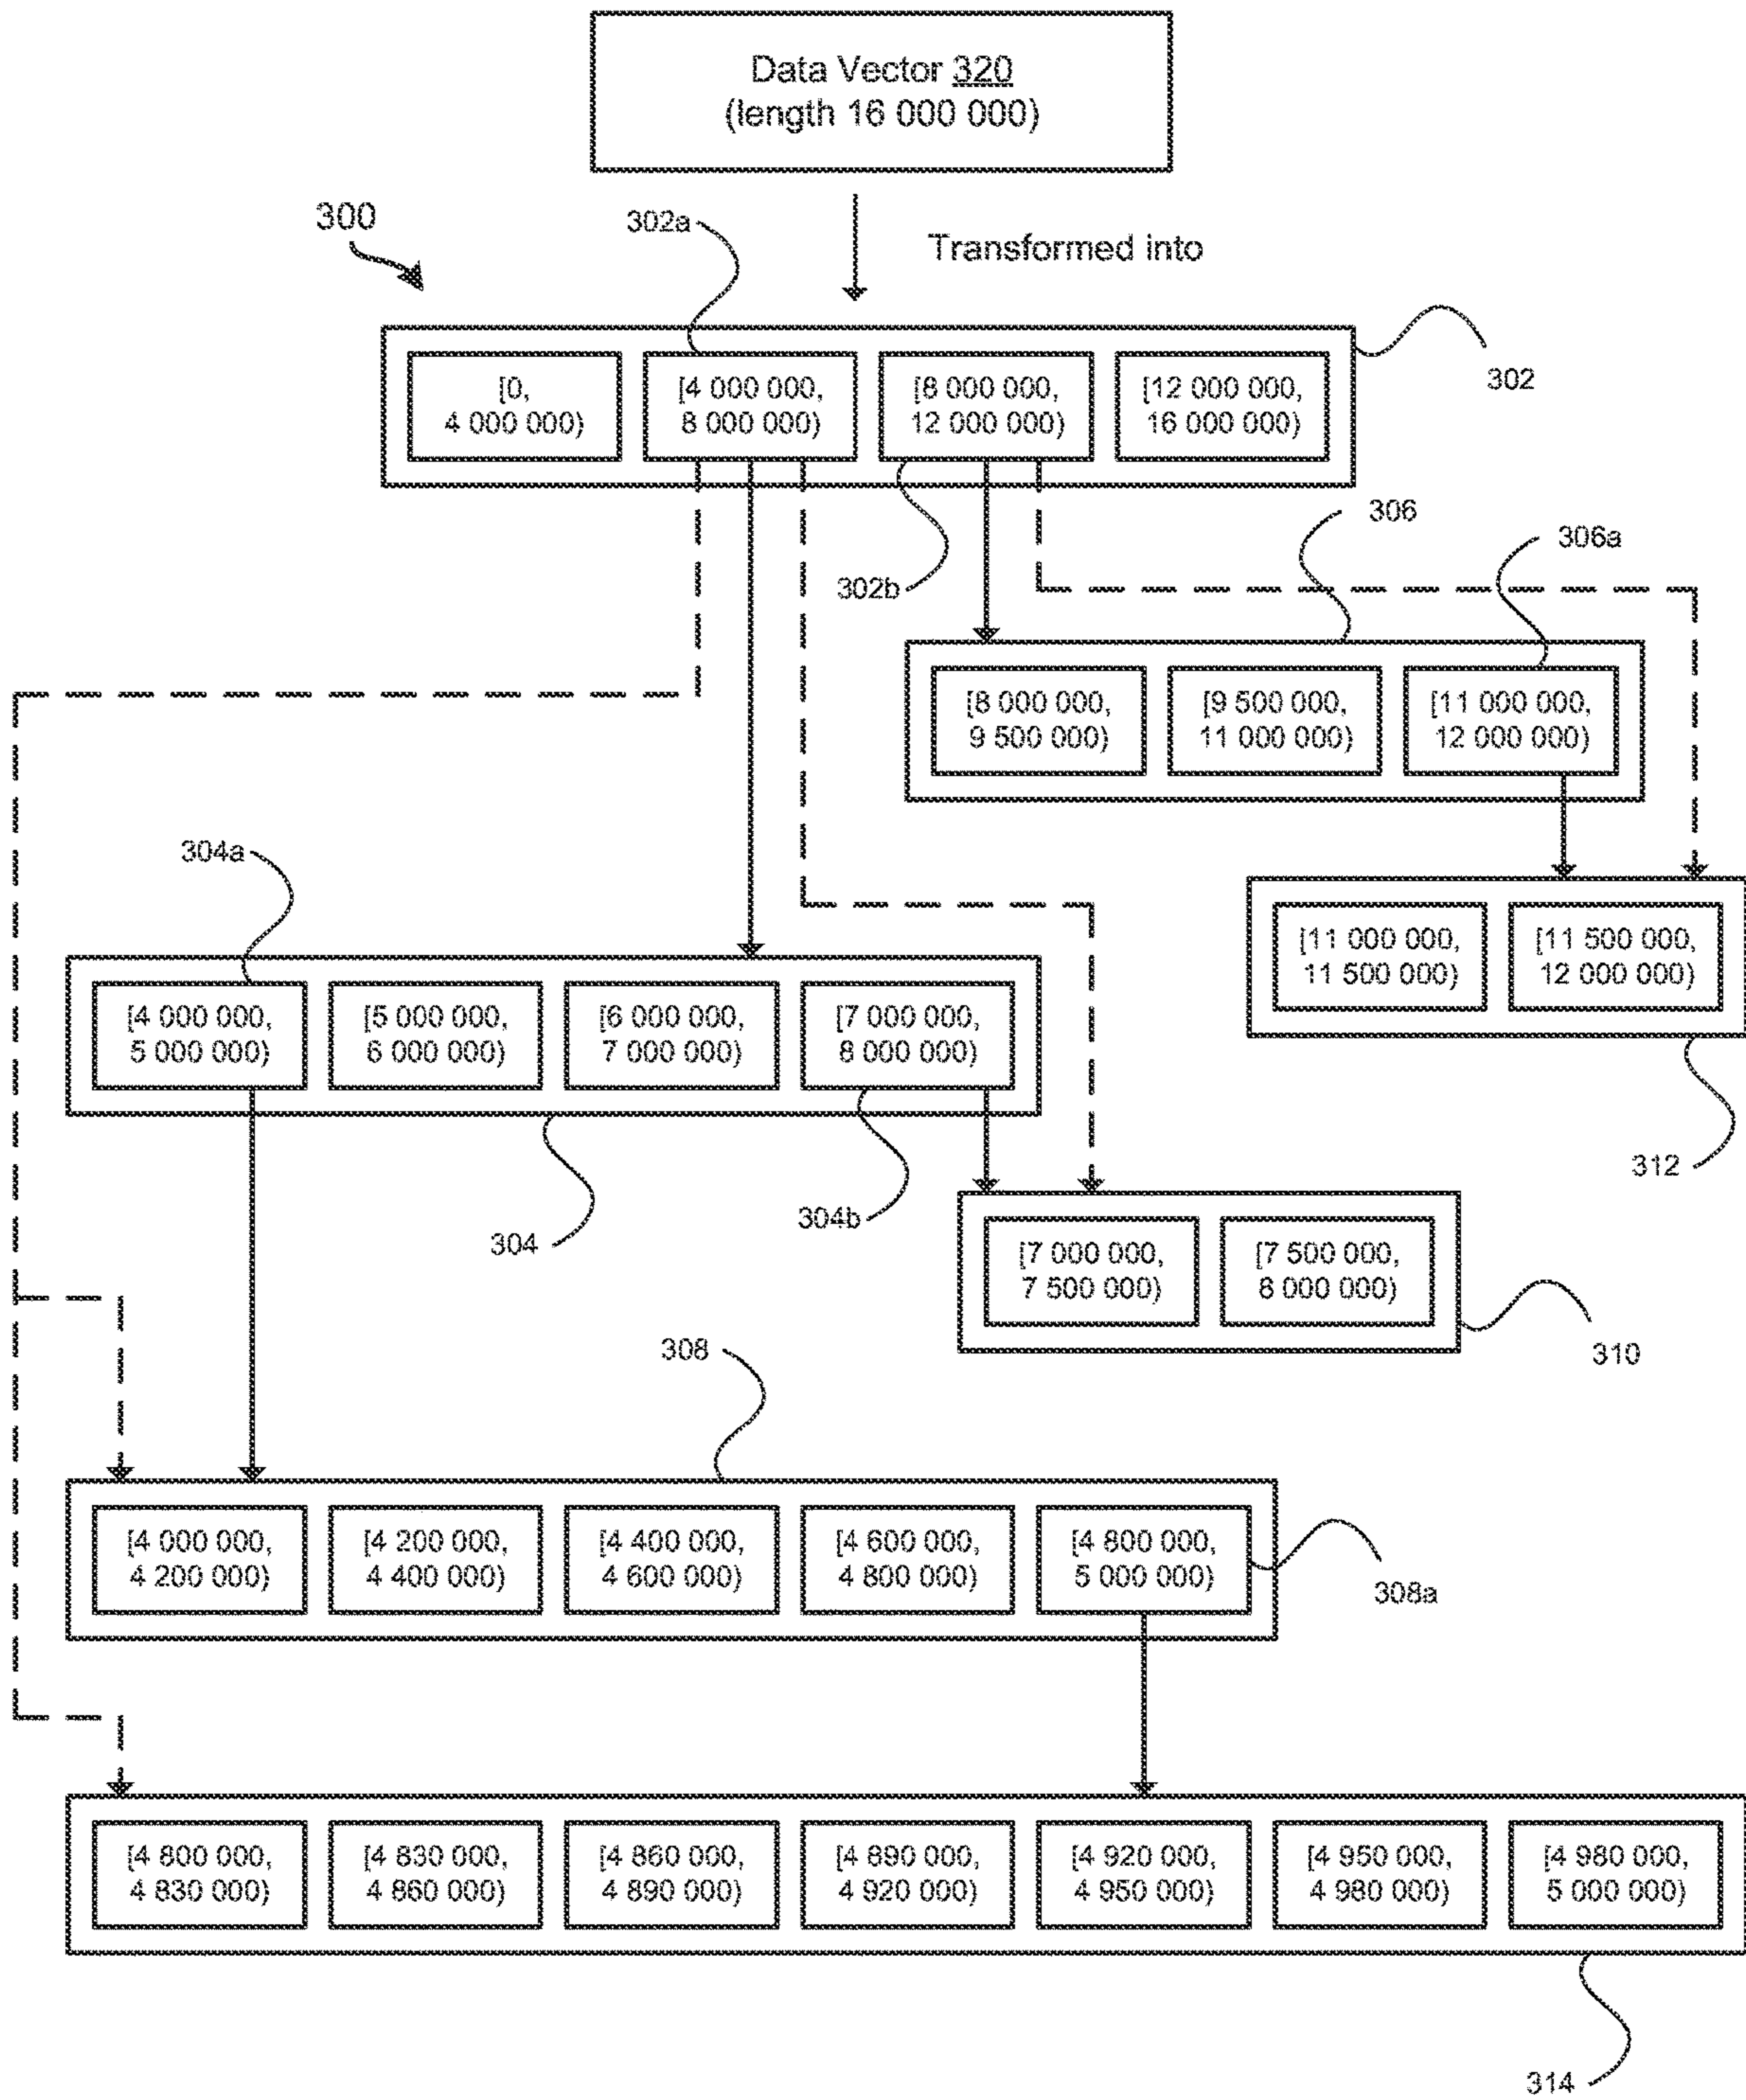 Data Vector 320
(length 16 000 000)
300
302a
Transformed into
302
[0,
4 000 000)
[4 000 000,
8 000 000)
[8 000 000,
12 000 000)
[12 000 000,
16 000 000)
302b
306
306a
[8 000 000,
9 500 000)
[9 500 000,
11 000 000)
[11 000 000,
12 000 000)
304a
[11 000 000,
11 500 000)
[11 500 000,
12 000 000)
312
[4 000 000,
5 000 000)
[5 000 000,
6 000 000)
[6 000 000,
7 000 000)
[7 000 000,
8 000 000)
304
304b
[7 000 000,
7 500 000)
[7 500 000,
8 000 000)
310
308
[4 000 000,
4 200 000)
[4 200 000,
4 400 000)
[4 400 000,
4 600 000)
[4 600 000,
4 800 000)
[4 800 000,
5 000 000)
308a
[4 800 000,
4 830 000)
[4 830 000,
4 860 000)
[4 860 000,
4 890 000)
[4 890 000,
4 920 000)
[4 920 000,
4 950 000)
[4 950 000,
4 980 000)
[4 980 000,
5 000 000)
314